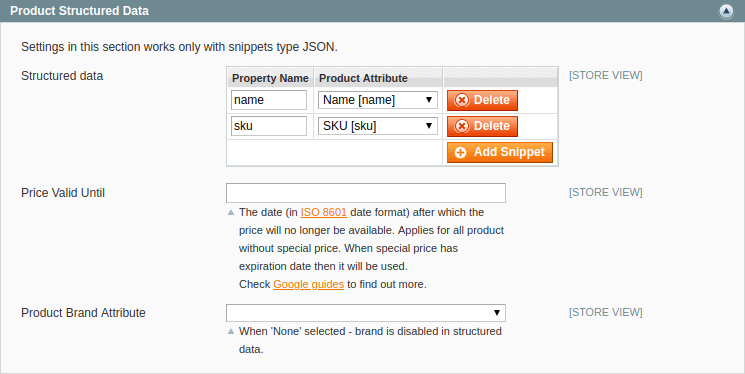 Product Structured Data
Settings in this section works only with snippets type JSON.
Structured data
Property Name Product Attribute
[STORE VIEW]
name Name [name] Delete
sku SKU [sku] Delete
Add Snippet
Price Valid Until
[STORE VIEW]
The date (in ISO 8601 date format) after which the
price will no longer be available. Applies for all product
without special price. When special price has
expiration date then it will be used.
Check Google guides to find out more.
Product Brand Attribute
[STORE VIEW]
When 'None' selected - brand is disabled in structured
data.